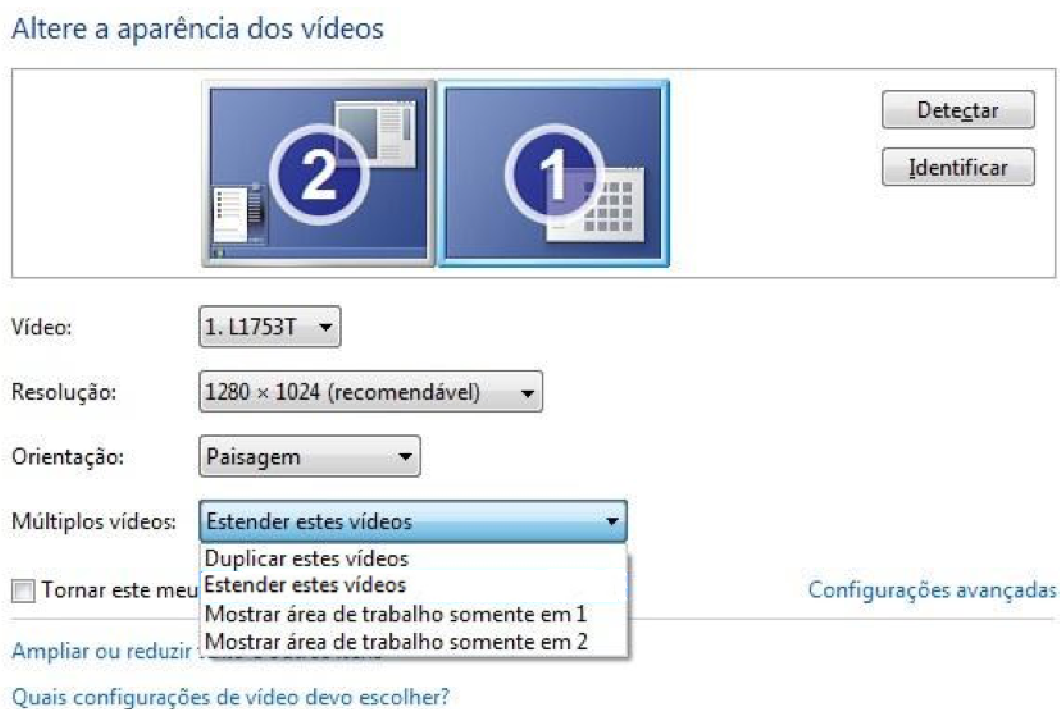 Altere a aparência dos vídeos
2
1
Detectar
Identificar
Vídeo: 1. L1753T
Resolução: 1280 × 1024 (recomendável)
Orientação: Paisagem
Múltiplos vídeos: Estender estes vídeos
Duplicar estes vídeos
Estender estes vídeos
Tornar este meu
Configurações avançadas
Mostrar área de trabalho somente em 1
Mostrar área de trabalho somente em 2
Ampliar ou reduzir
Quais configurações de vídeo devo escolher?